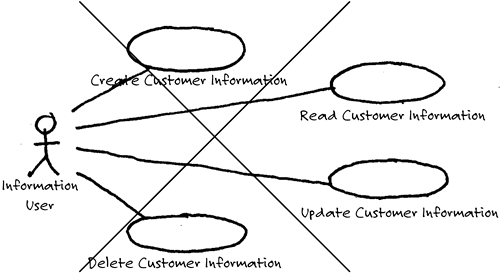 Create Customer Information
Read Customer Information
Information
User
Update Customer Information
Delete Customer Information